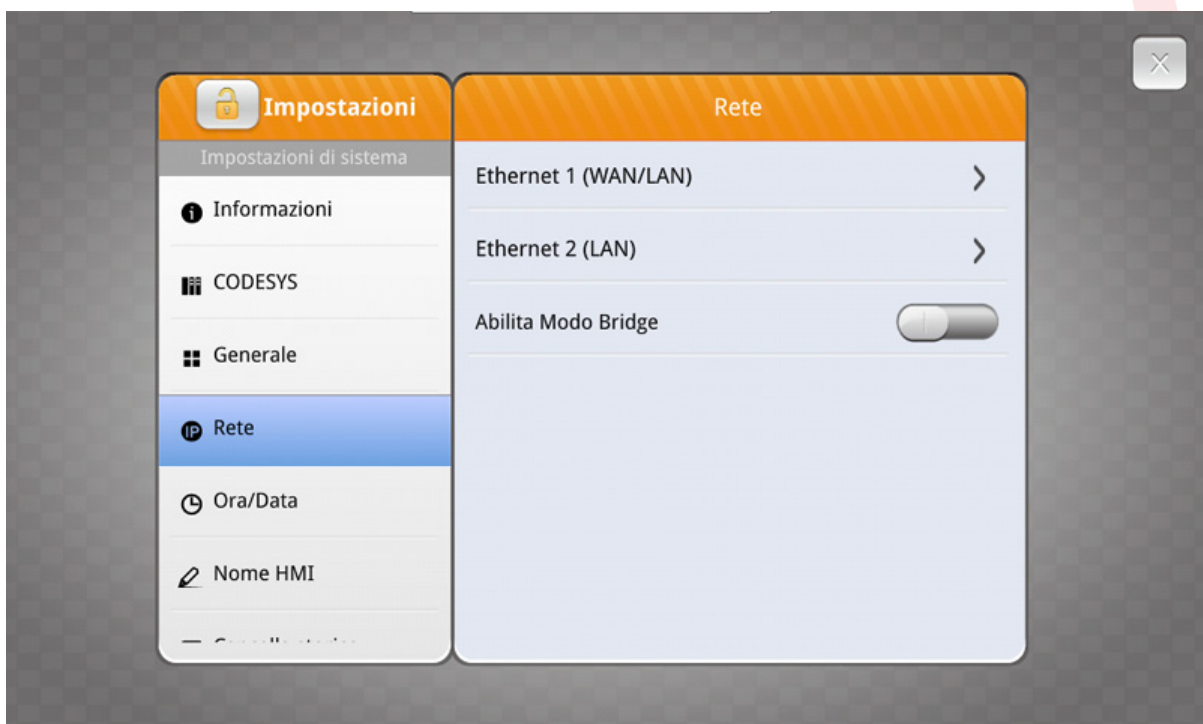 Impostazioni
Rete
Impostazioni di sistema
Informazioni
CODESYS
Generale
Rete
Ora/Data
Nome HMI
Ethernet 1 (WAN/LAN)
Ethernet 2 (LAN)
Abilita Modo Bridge